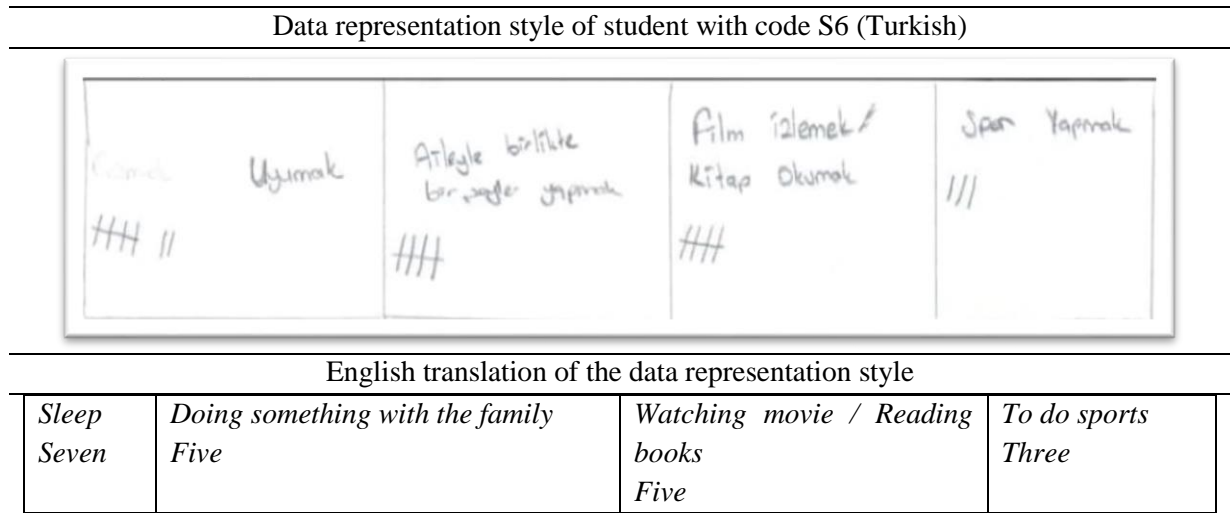 Data representation style of student with code S6 (Turkish)
Uyumak
Aileyle birlikte
bir şeyler yapmak
Film izlemek /
Kitap Okumak
Spor Yapmak
English translation of the data representation style
Sleep
Seven
Doing something with the family
Five
Watching movie / Reading
books
Five
To do sports
Three